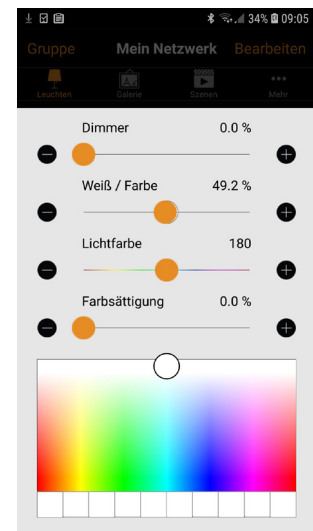 34% 09:05
Gruppe Mein Netzwerk Bearbeiten
Leuchten Galerie Szenen Mehr
Dimmer 0.0 %
Weiß / Farbe 49.2 %
Lichtfarbe 180
Farbsättigung 0.0 %